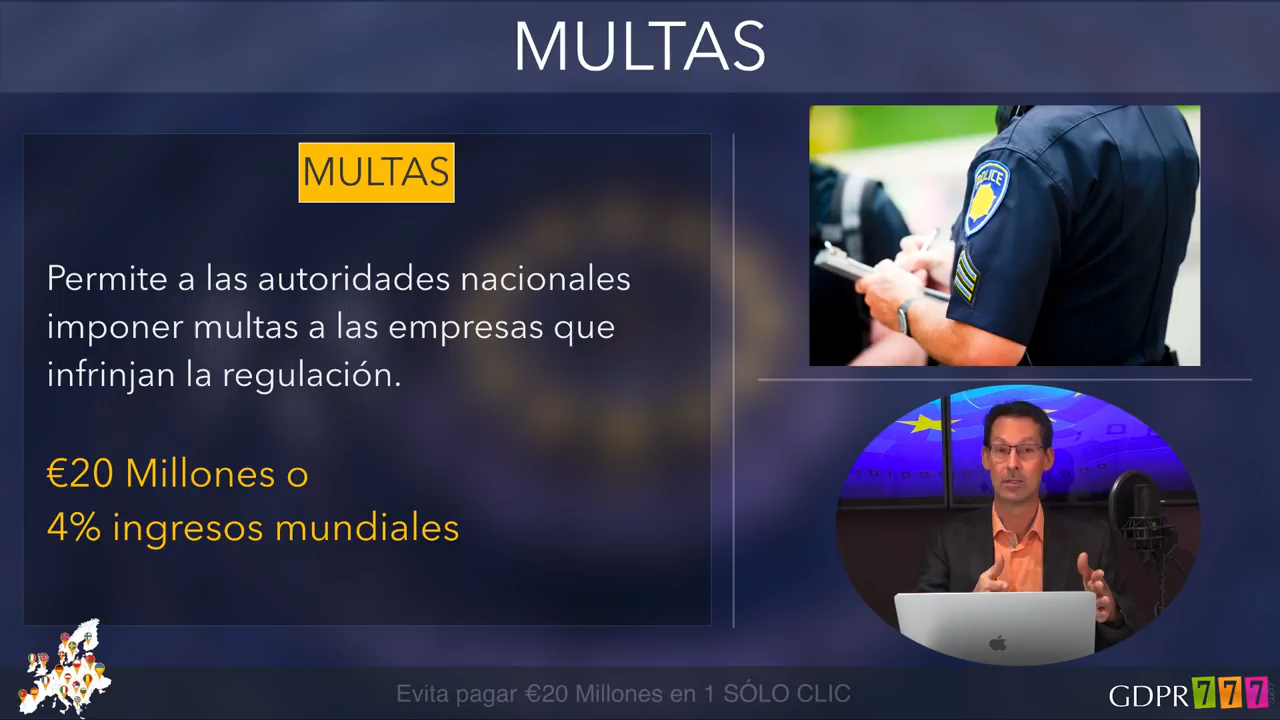 MULTAS
MULTAS
Permite a las autoridades nacionales
imponer multas a las empresas que
infrinjan la regulación.
€20 Millones o
4% ingresos mundiales
POLICE
Evita pagar €20 Millones en 1 SÓLO CLIC
GDPR777